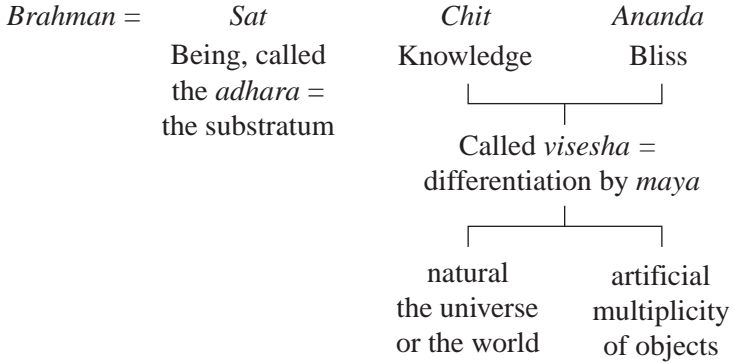 Brahman = Sat Chit Ananda
Being, called Knowledge Bliss
the adhara =
the substratum
Called visesha =
differentiation by maya
natural
the universe
or the world
artificial
multiplicity
of objects